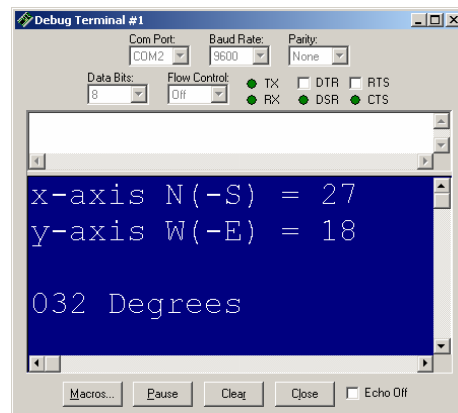 Debug Terminal #1
Com Port: Baud Rate: Parity:
COM2 9600 None
Data Bits: Flow Control: TX DTR RTS
8 Off RX DSR CTS
x-axis N(-S) = 27
y-axis W(-E) = 18
032 Degrees
Macros... Pause Clear Close Echo Off